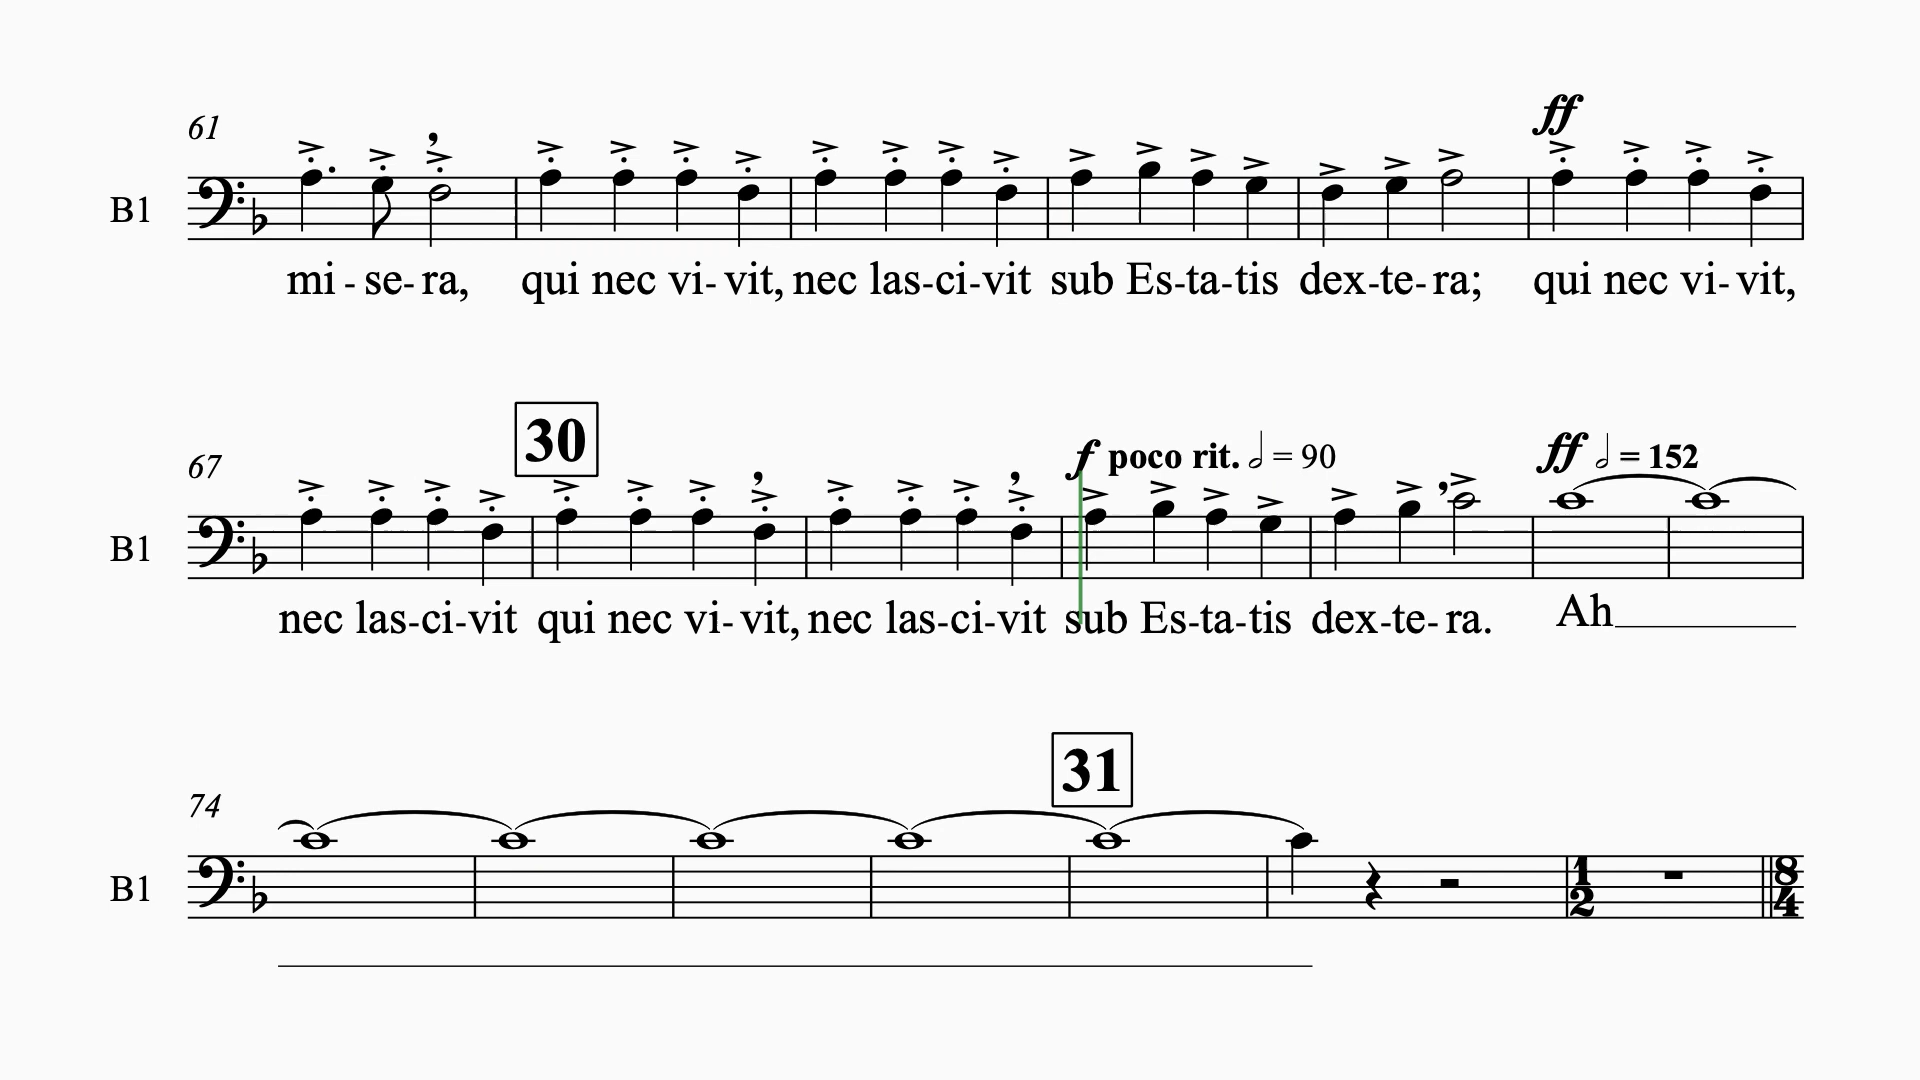 ff
61
B1
mi - se- ra, qui nec vi- vit, nec las-ci-vit sub Es-ta-tis dex-te- ra; qui nec vi- vit,
30
f poco rit. 𝅗𝅥 = 90 ff 𝅗𝅥 = 152
67
B1
nec las-ci-vit qui nec vi- vit, nec las-ci-vit sub Es-ta-tis dex-te- ra. Ah
31
74
B1
1 8
2 4